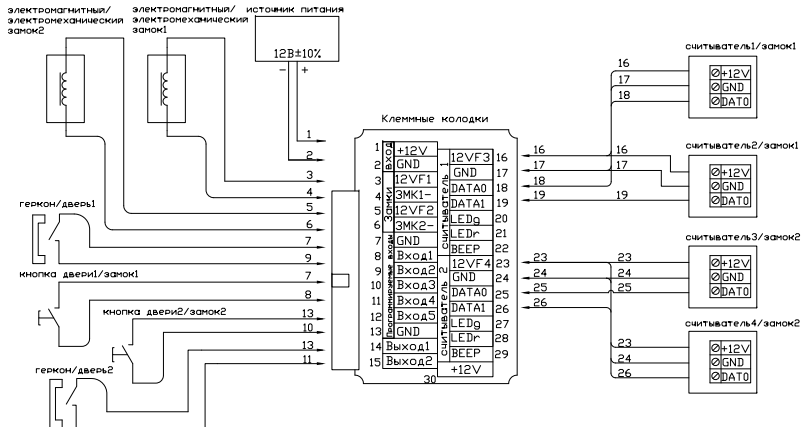 электромагнитный/
электромеханический
замок2
электромагнитный/
электромеханический
замок1
источник питания
12В±10%
− +
1
2
3
4
5
6
7
9
7
8
13
10
13
11
геркон/дверь1
кнопка двери1/замок1
кнопка двери2/замок2
геркон/дверь2
Клеммные колодки
вход
Замки
Программируемые входы
1 +12V
2 GND
3 12VF1
4 ЗМК1-
5 12VF2
6 ЗМК2-
7 GND
8 Вход1
9 Вход2
10 Вход3
11 Вход4
12 Вход5
13 GND
14 Выход1
15 Выход2
считыватель 1
12VF3 16
GND 17
DATA0 18
DATA1 19
LEDg 20
LEDr 21
BEEP 22
считыватель 2
12VF4 23
GND 24
DATA0 25
DATA1 26
LEDg 27
LEDr 28
BEEP 29
+12V
30
считыватель1/замок1
16 +12V
17 GND
18 DAT0
считыватель2/замок1
16 16 +12V
17 17 GND
18
19 19 DAT0
считыватель3/замок2
23 23 +12V
24 24 GND
25 25 DAT0
26
считыватель4/замок2
23 +12V
24 GND
26 DAT0